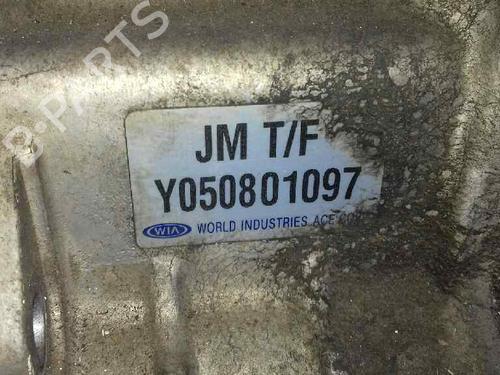 B-PARTS
JM T/F
Y050801097
WIA WORLD INDUSTRIES ACE